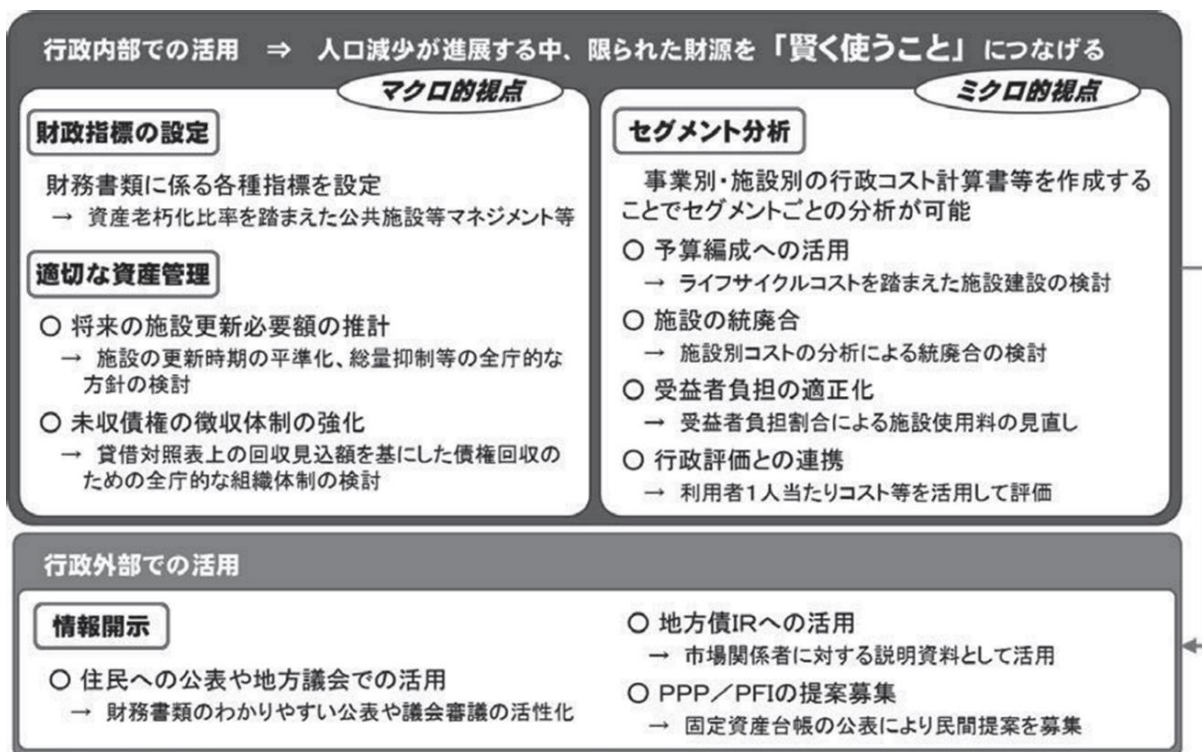 行政内部での活用 ⇒ 人口減少が進展する中、限られた財源を「賢く使うこと」につなげる
マクロ的視点
財政指標の設定
財務書類に係る各種指標を設定
→ 資産老朽化比率を踏まえた公共施設等マネジメント等
適切な資産管理
○ 将来の施設更新必要額の推計
→ 施設の更新時期の平準化、総量抑制等の全庁的な
方針の検討
○ 未収債権の徴収体制の強化
→ 貸借対照表上の回収見込額を基にした債権回収の
ための全庁的な組織体制の検討
ミクロ的視点
セグメント分析
事業別・施設別の行政コスト計算書等を作成する
ことでセグメントごとの分析が可能
○ 予算編成への活用
→ ライフサイクルコストを踏まえた施設建設の検討
○ 施設の統廃合
→ 施設別コストの分析による統廃合の検討
○ 受益者負担の適正化
→ 受益者負担割合による施設使用料の見直し
○ 行政評価との連携
→ 利用者1人当たりコスト等を活用して評価
行政外部での活用
情報開示
○ 住民への公表や地方議会での活用
→ 財務書類のわかりやすい公表や議会審議の活性化
○ 地方債IRへの活用
→ 市場関係者に対する説明資料として活用
○ PPP/PFIの提案募集
→ 固定資産台帳の公表により民間提案を募集